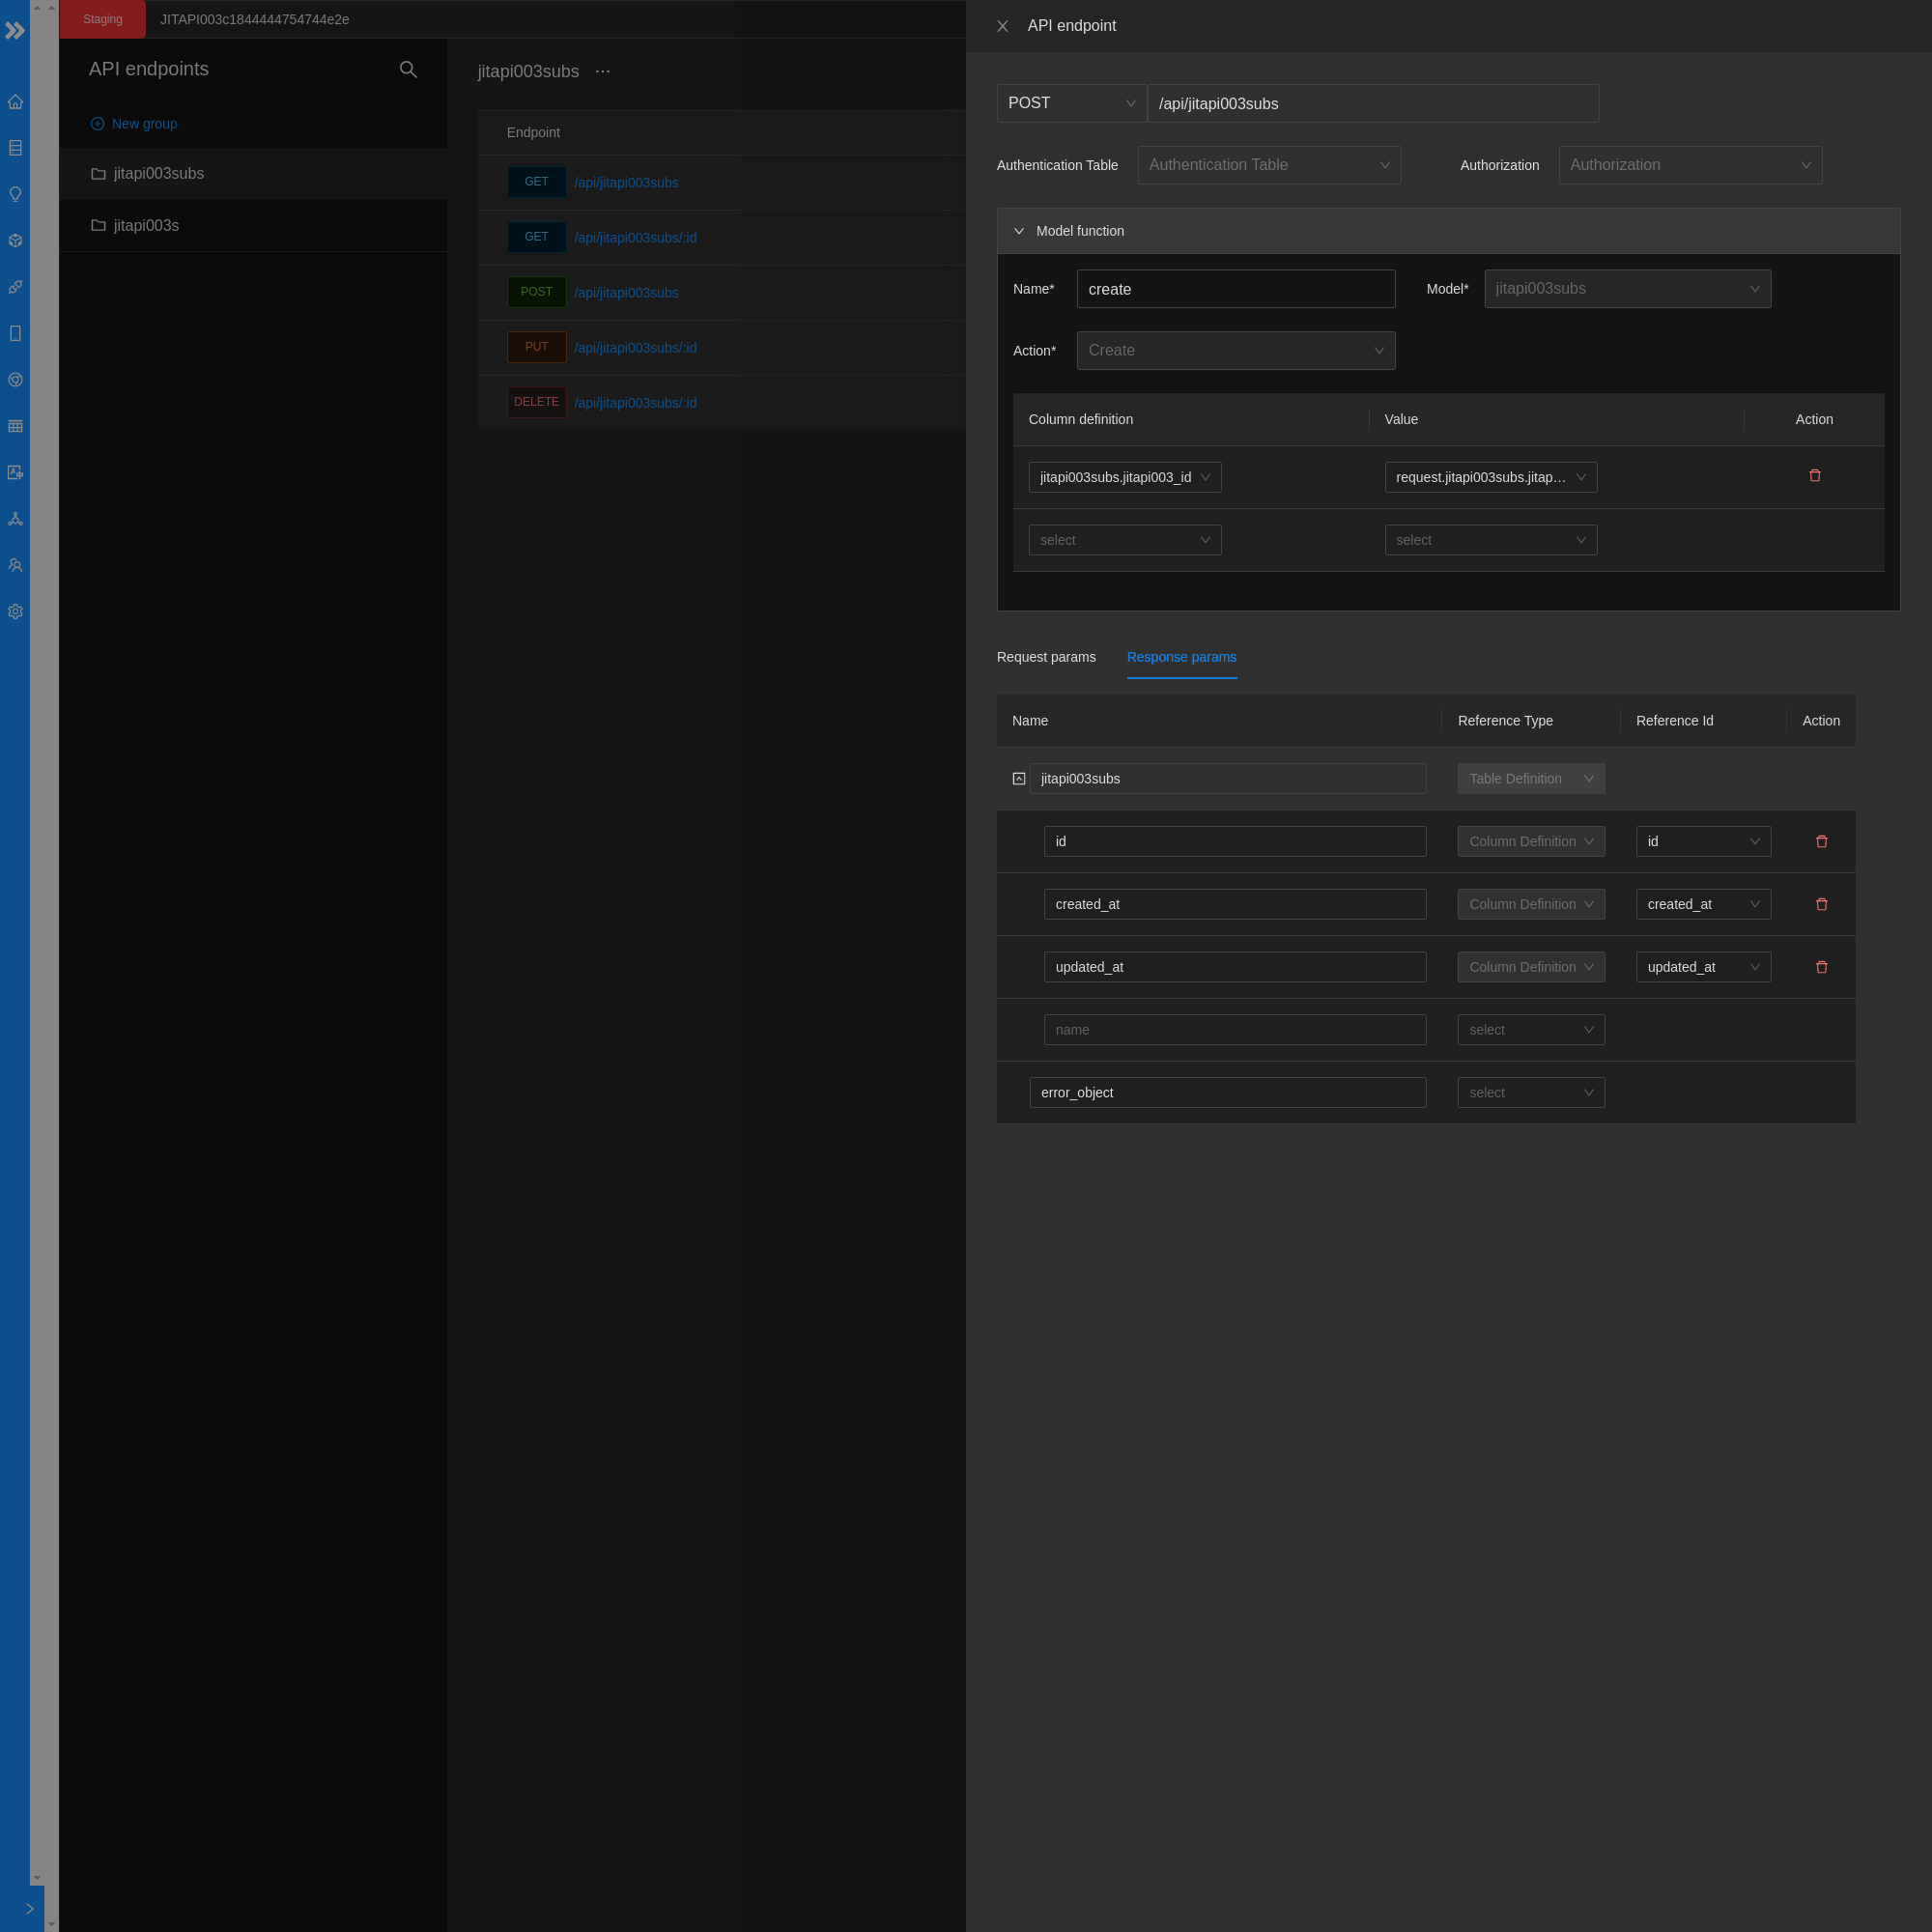 Staging
JITAPI003c1844444754744e2e
API endpoints
New group
jitapi003subs
jitapi003s
jitapi003subs ···
Endpoint
GET /api/jitapi003subs
GET /api/jitapi003subs/:id
POST /api/jitapi003subs
PUT /api/jitapi003subs/:id
DELETE /api/jitapi003subs/:id
API endpoint
POST /api/jitapi003subs
Authentication Table Authentication Table Authorization Authorization
Model function
Name* create Model* jitapi003subs
Action* Create
Column definition Value Action
jitapi003subs.jitapi003_id request.jitapi003subs.jitap…
select select
Request params Response params
Name Reference Type Reference Id Action
jitapi003subs Table Definition
id Column Definition id
created_at Column Definition created_at
updated_at Column Definition updated_at
name select
error_object select